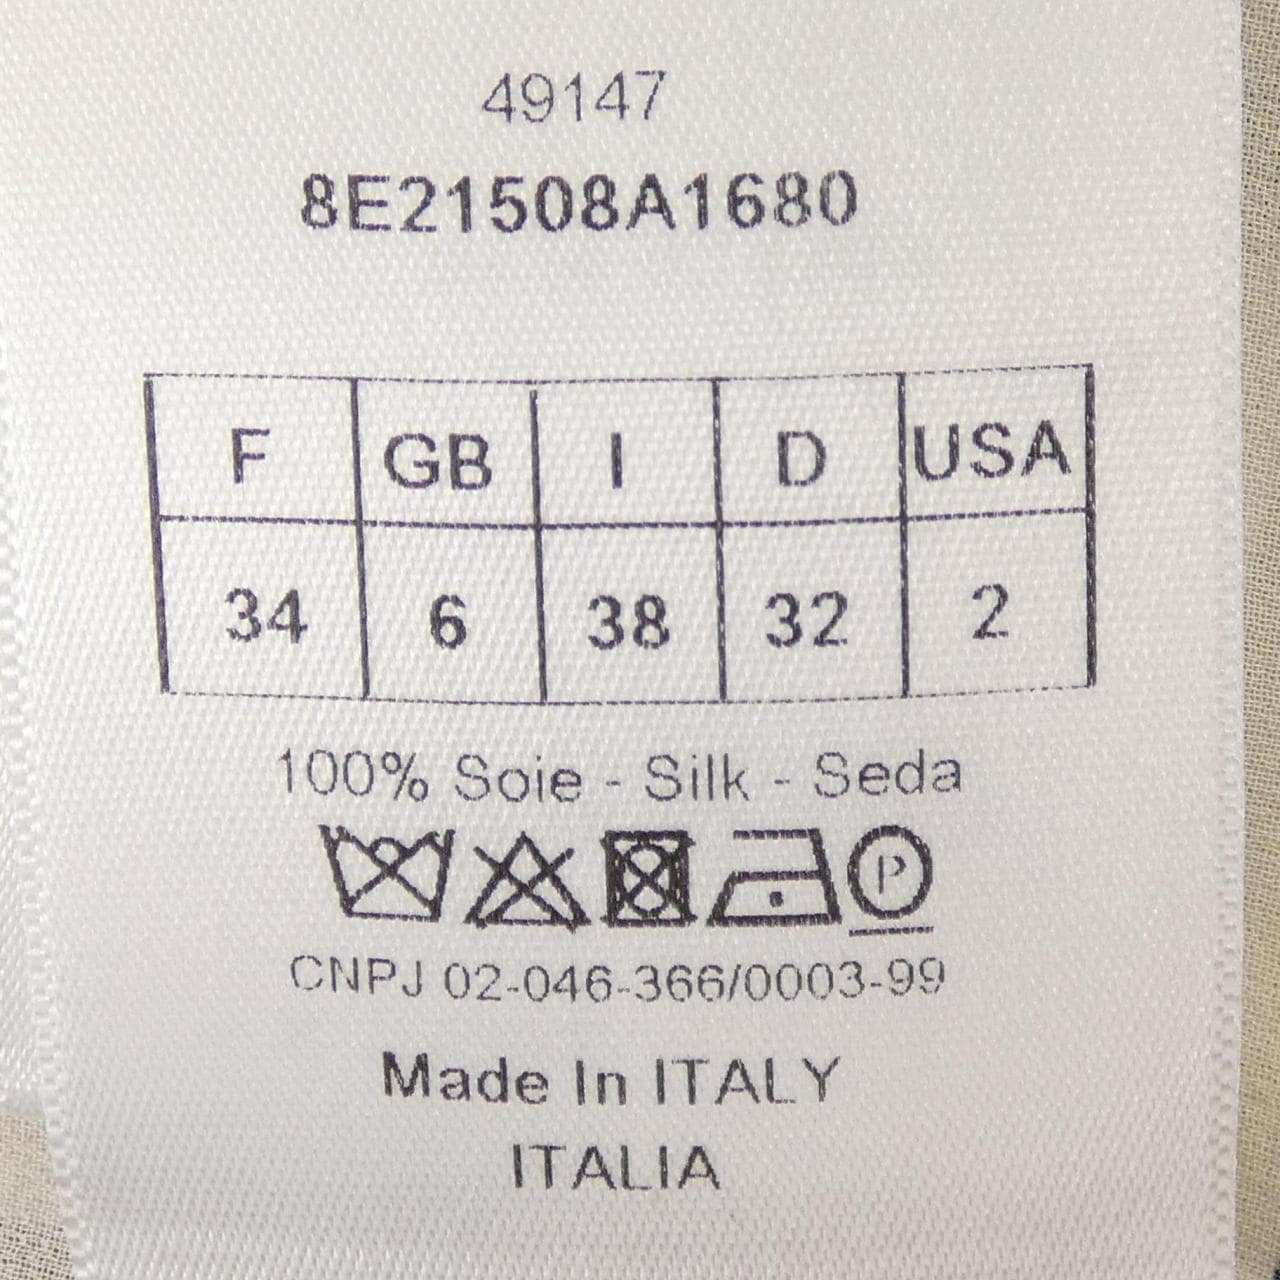 49147
8E21508A1680
F GB I D USA
34 6 38 32 2
100% Soie - Silk - Seda
P
CNPJ 02-046-366/0003-99
Made In ITALY
ITALIA